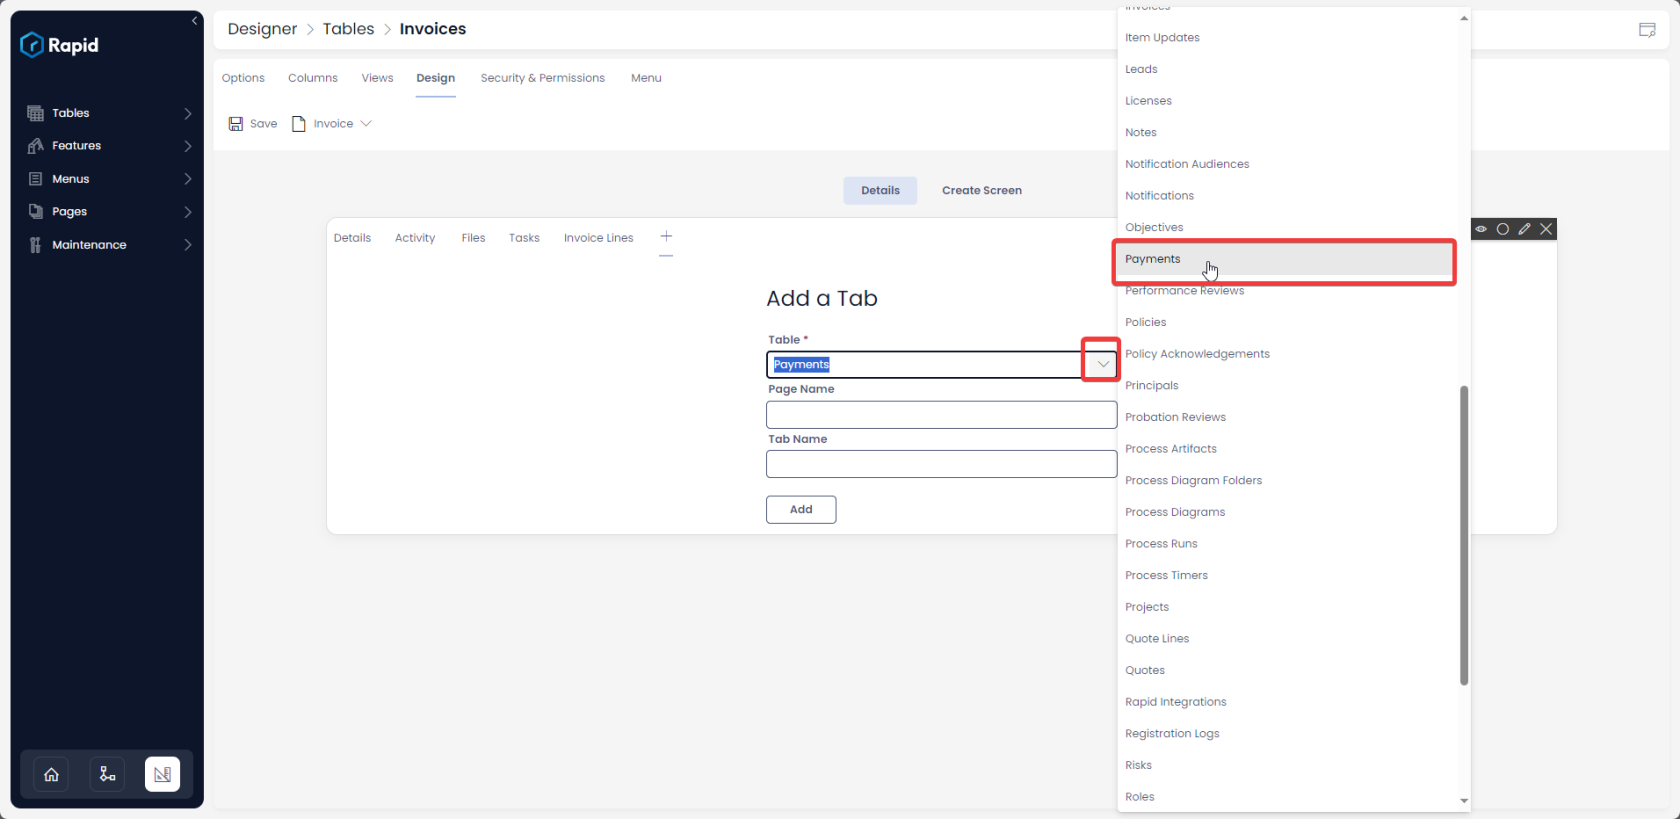 Rapid
Tables
Features
Menus
Pages
Maintenance
Designer > Tables > Invoices
Options Columns Views Design Security & Permissions Menu
Save Invoice
Details Create Screen
Details Activity Files Tasks Invoice Lines
Add a Tab
Table *
Payments
Page Name
Tab Name
Add
Invoices
Item Updates
Leads
Licenses
Notes
Notification Audiences
Notifications
Objectives
Payments
Performance Reviews
Policies
Policy Acknowledgements
Principals
Probation Reviews
Process Artifacts
Process Diagram Folders
Process Diagrams
Process Runs
Process Timers
Projects
Quote Lines
Quotes
Rapid Integrations
Registration Logs
Risks
Roles